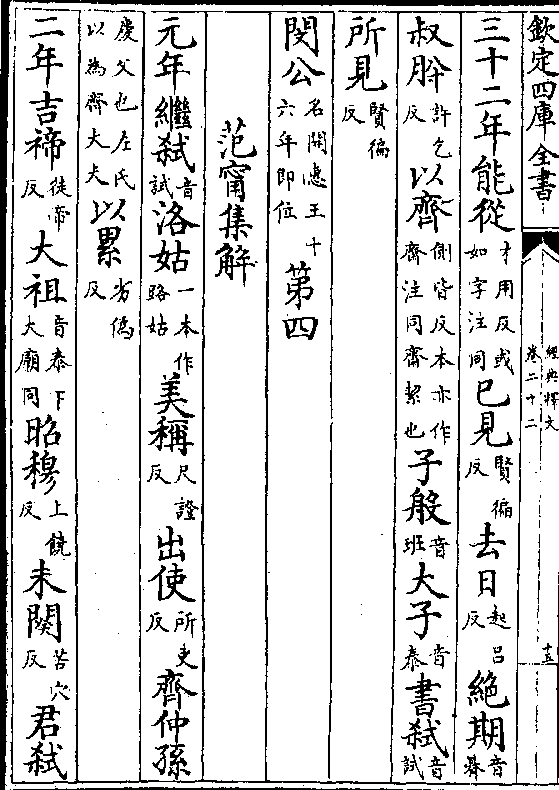 欽定四庫全書
經典釋文
卷二十二
十五
三十二年能從才用反或如字注同已見賢徧反去日起呂反絶期音朞
叔肸許乞反以齊側皆反本亦作齋注同齋絜也子般音班大子音泰書弑音試
所見賢徧反
閔公名開惠王十六年即位第四
范甯集解
元年繼弑音試洛姑一本作路姑美稱尺證反出使所吏反齊仲孫
慶父也左氏以為齊大夫以累劣偽反
二年吉禘徒帝反大祖音泰下大廟同昭穆上饒反未闋苦穴反君弑